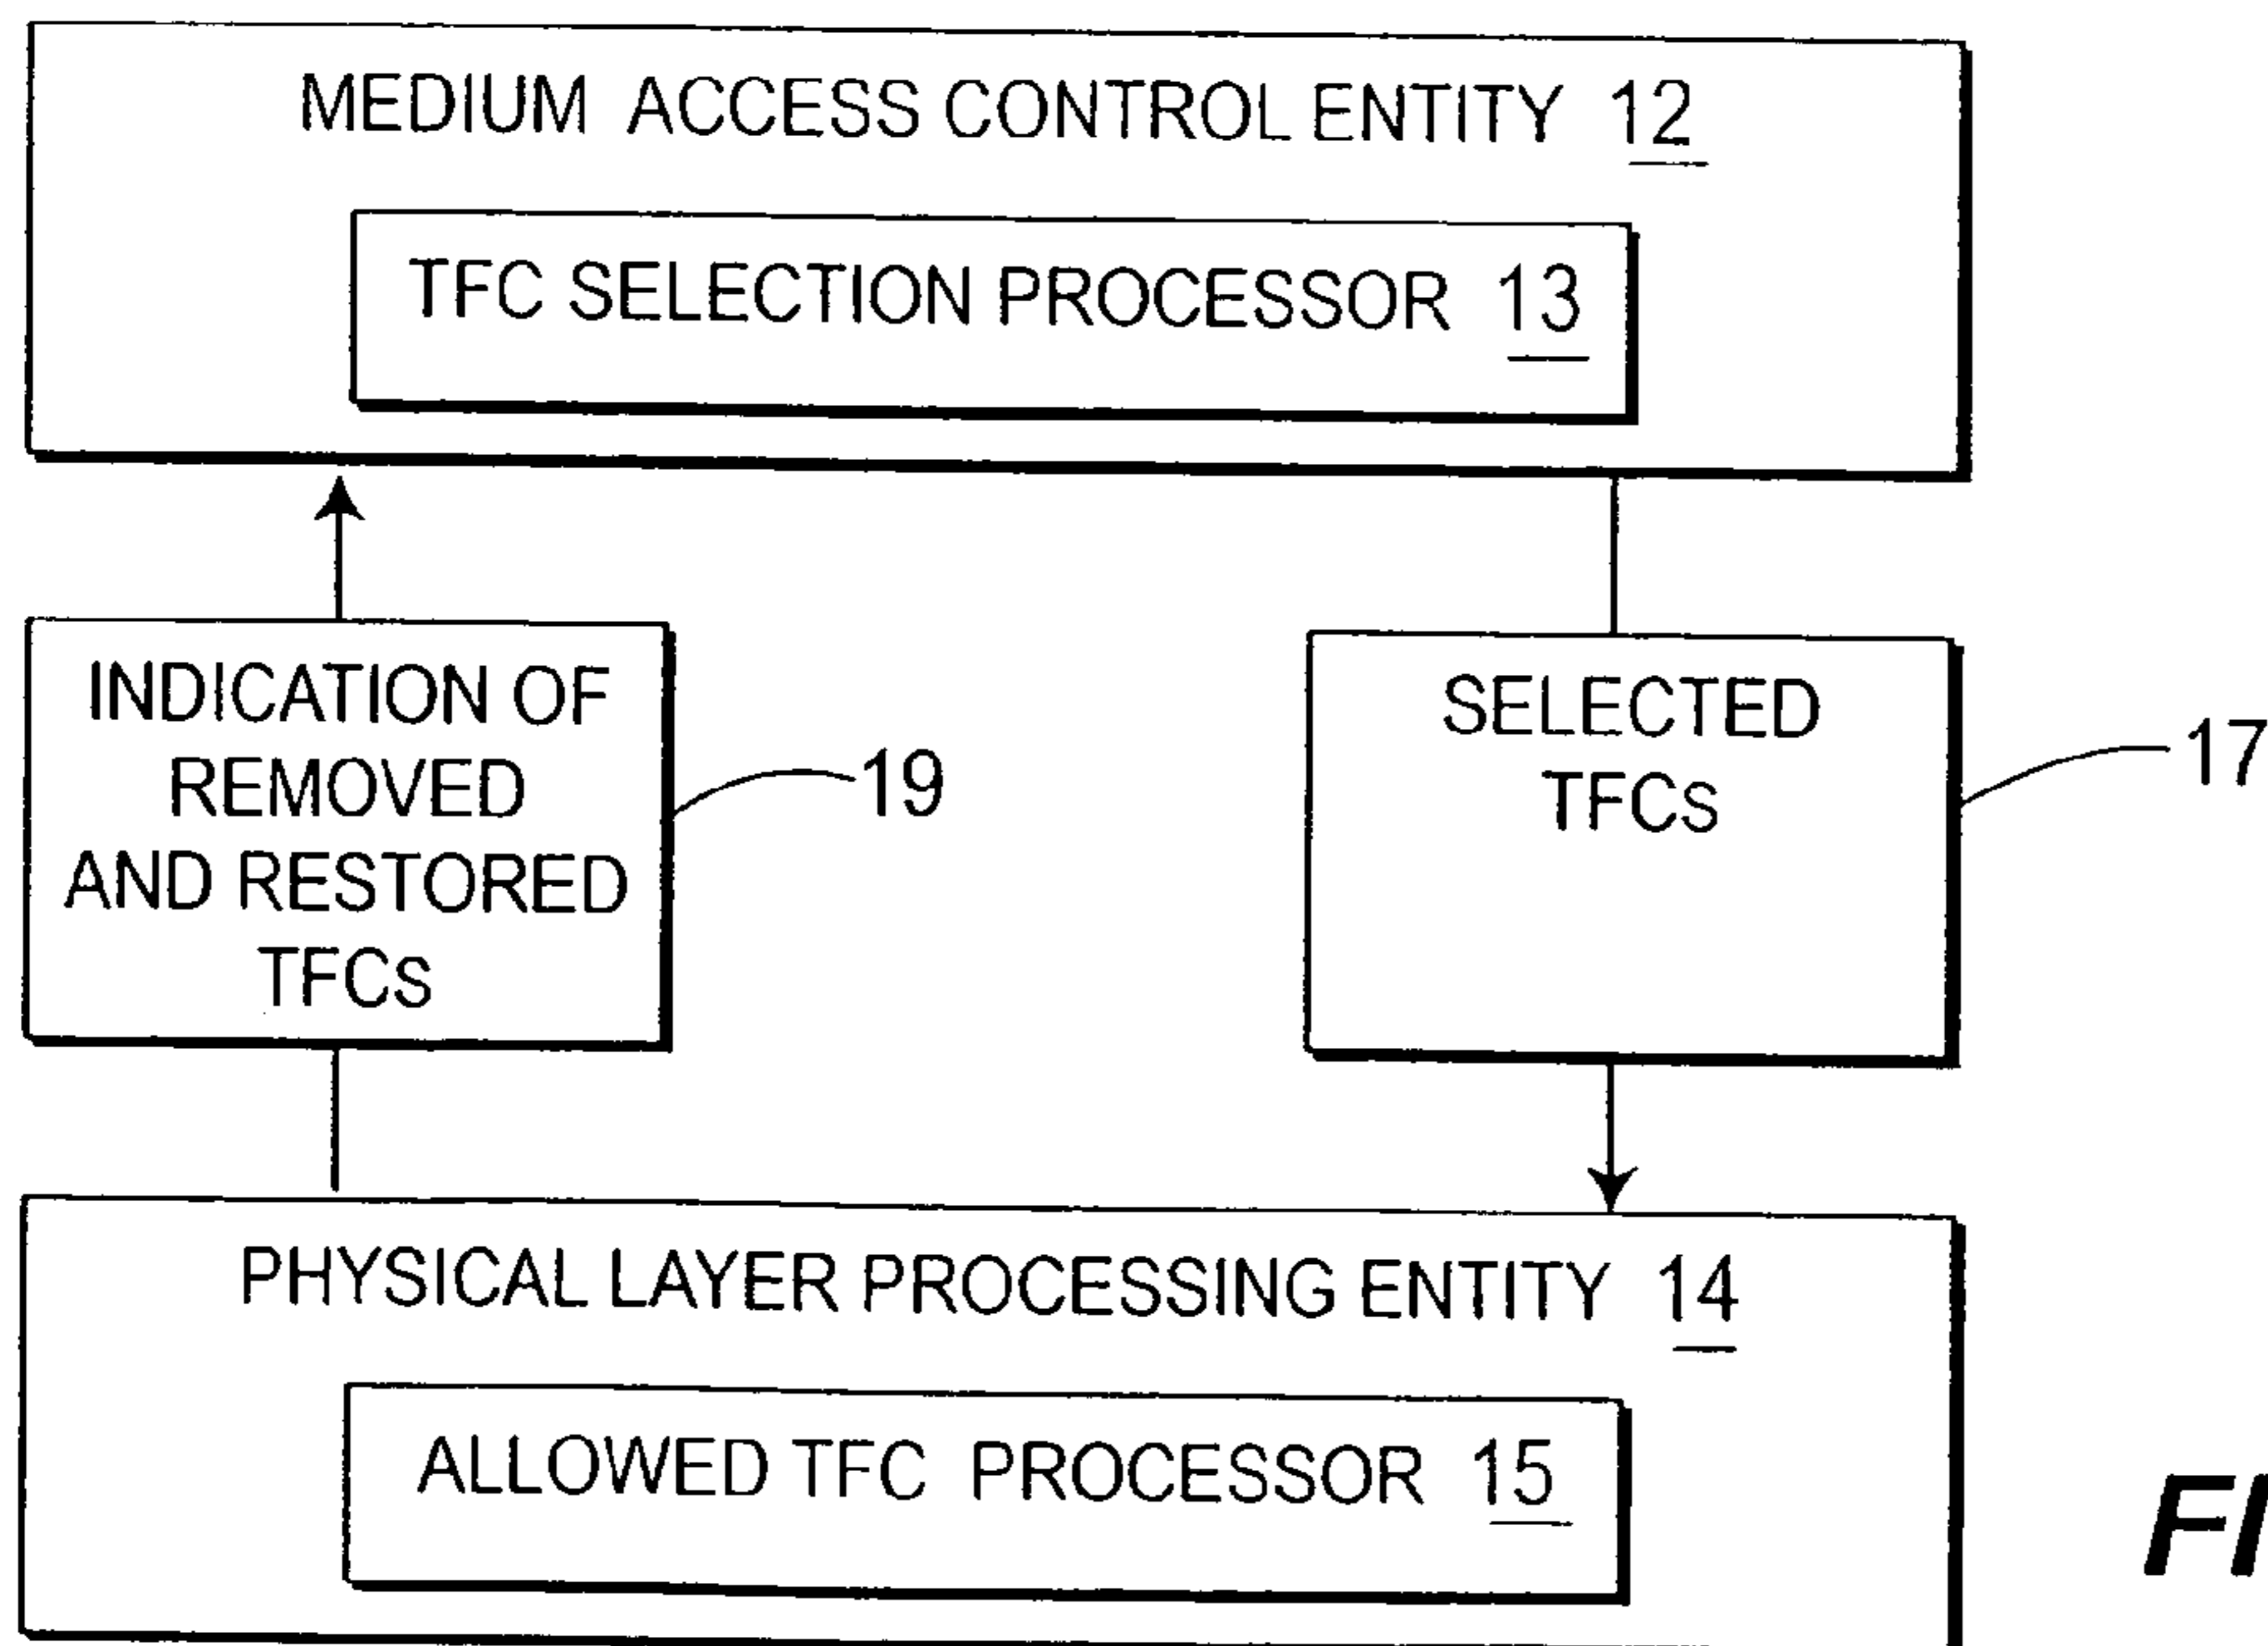 MEDIUM ACCESS CONTROL ENTITY 12
TFC SELECTION PROCESSOR 13
INDICATION OF
REMOVED
AND RESTORED
TFCs
19
SELECTED
TFCs
17
PHYSICAL LAYER PROCESSING ENTITY 14
ALLOWED TFC PROCESSOR 15